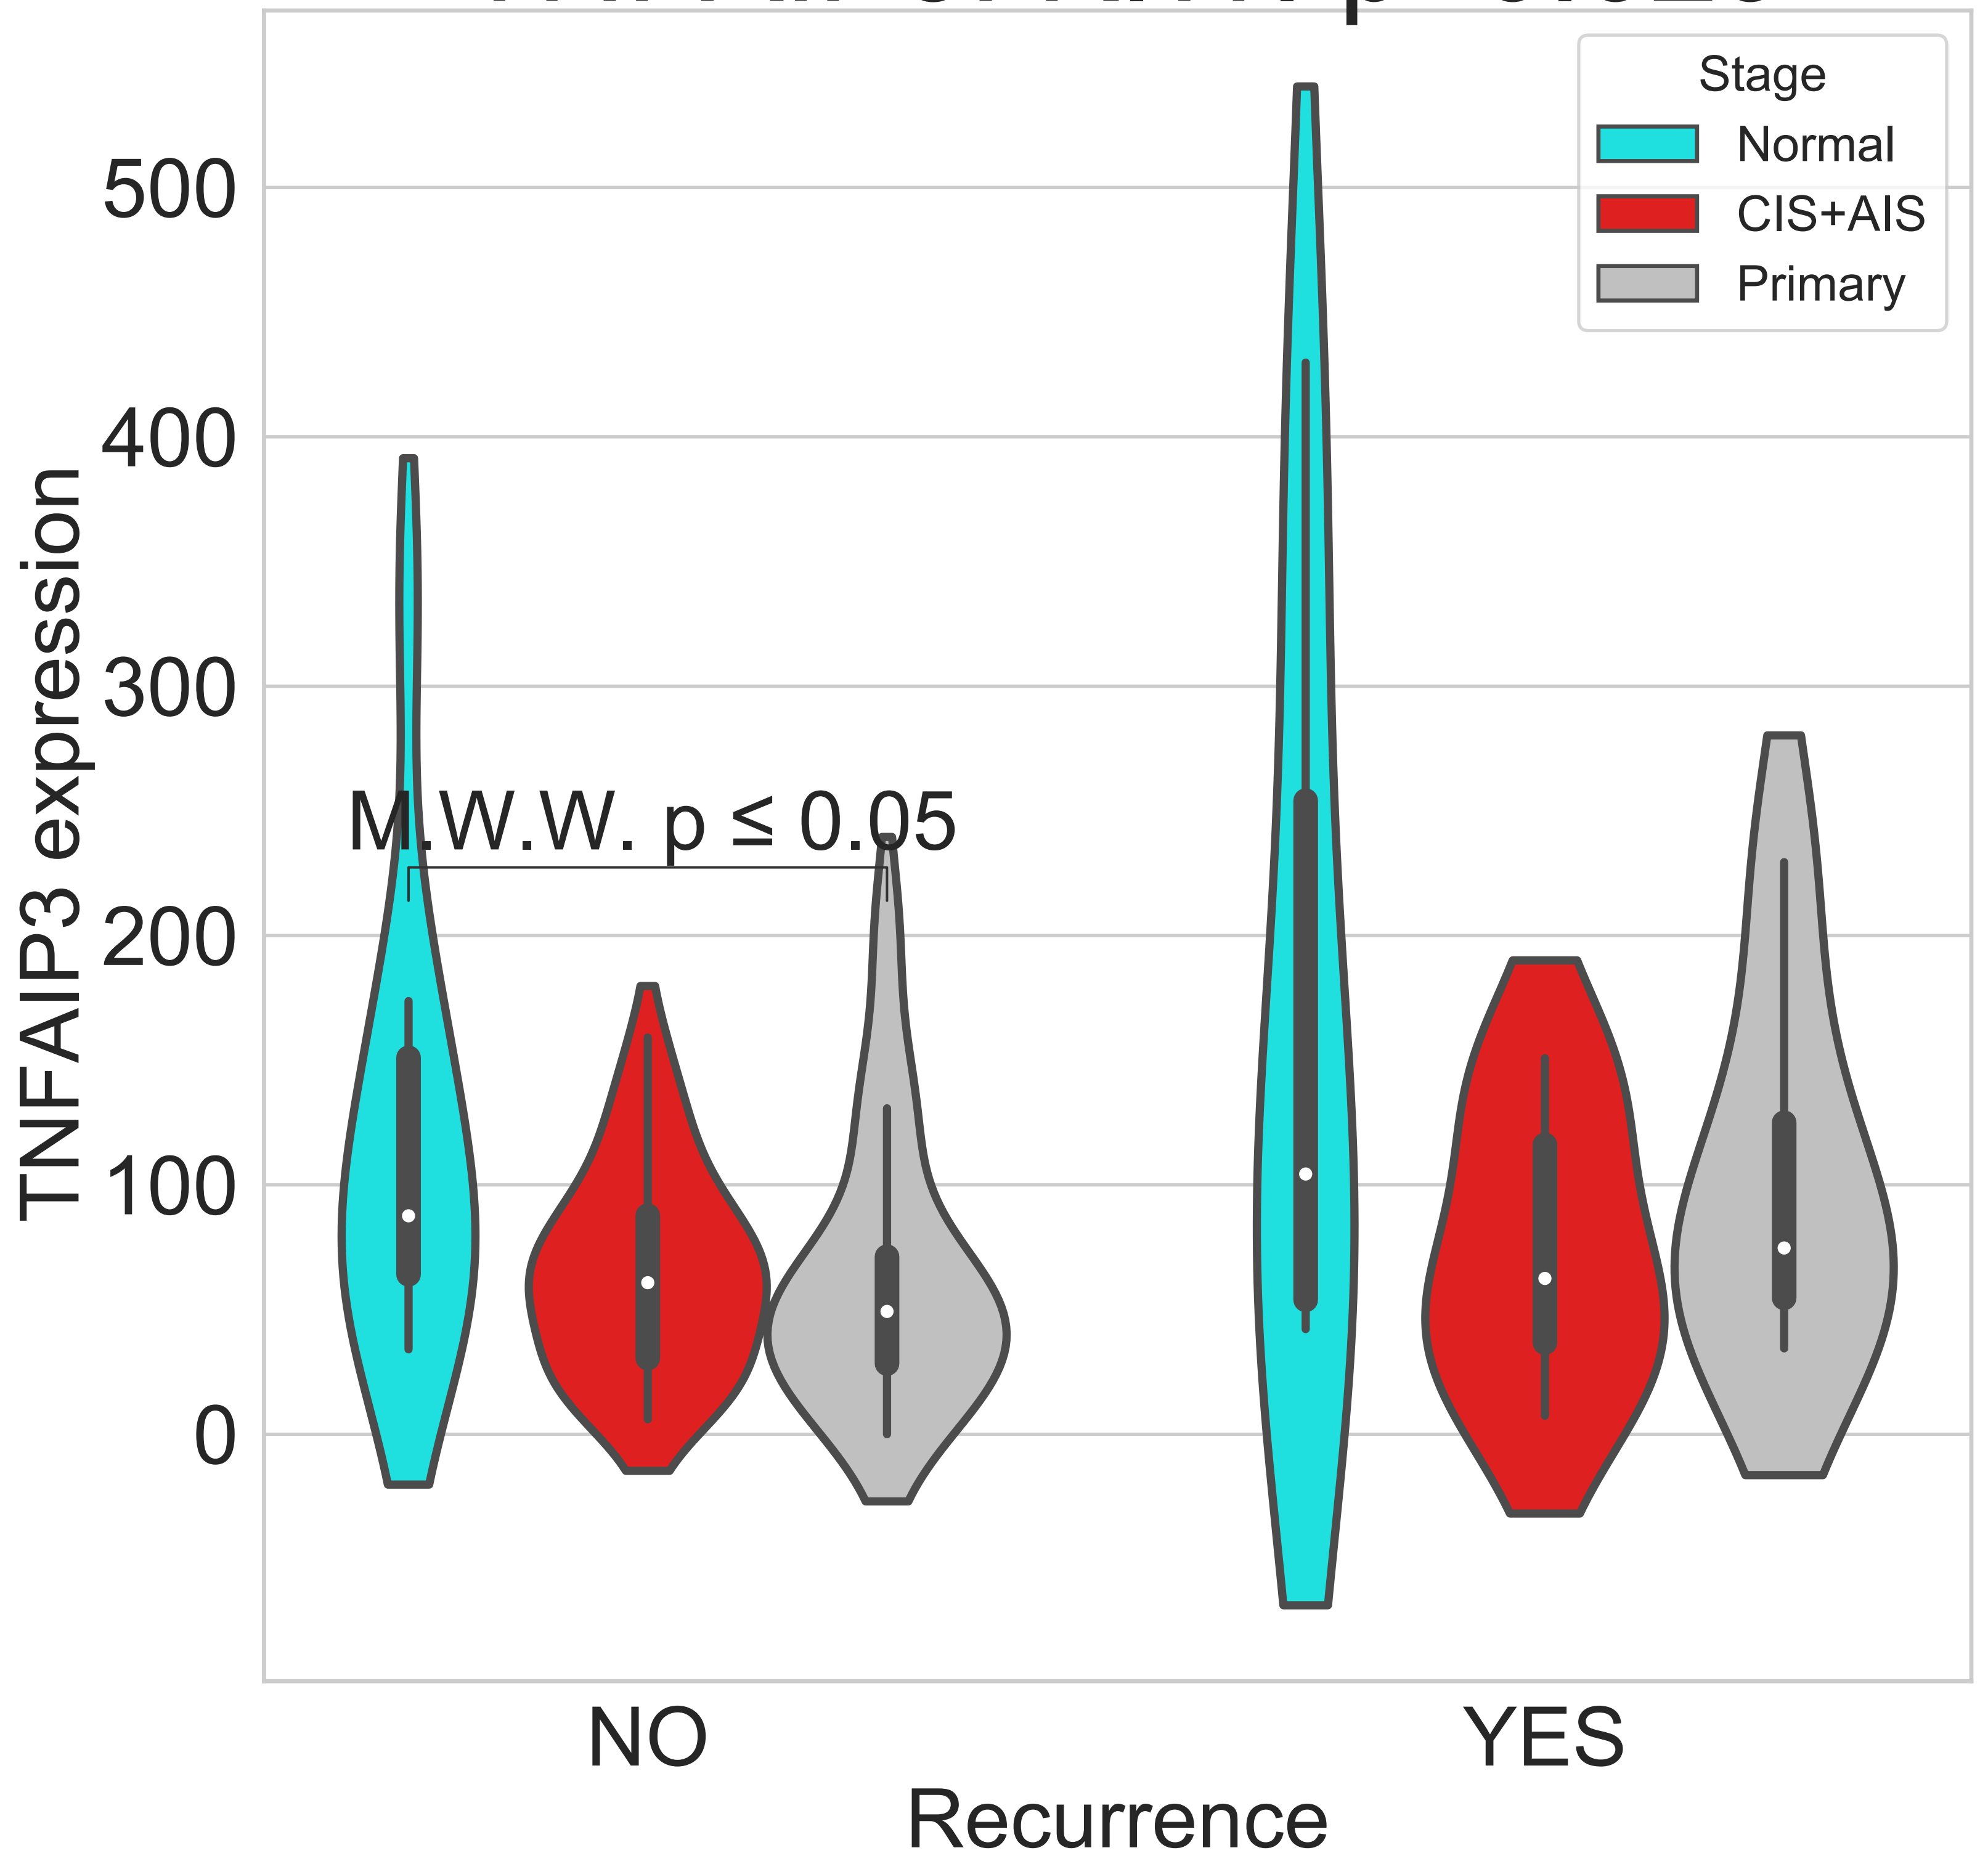 Stage
Normal
CIS+AIS
Primary
500
400
300
200
100
0
TNFAIP3 expression
M.W.W. p ≤ 0.05
NO
YES
Recurrence